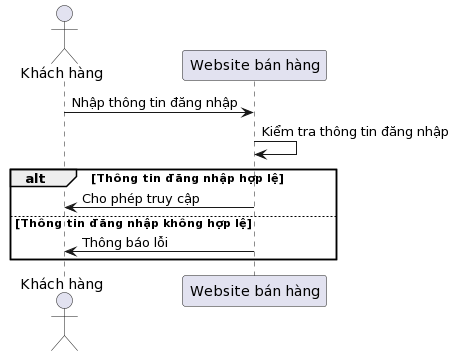 Khách hàng
Website bán hàng
Nhập thông tin đăng nhập
Kiểm tra thông tin đăng nhập
alt [Thông tin đăng nhập hợp lệ]
Cho phép truy cập
[Thông tin đăng nhập không hợp lệ]
Thông báo lỗi
Khách hàng
Website bán hàng